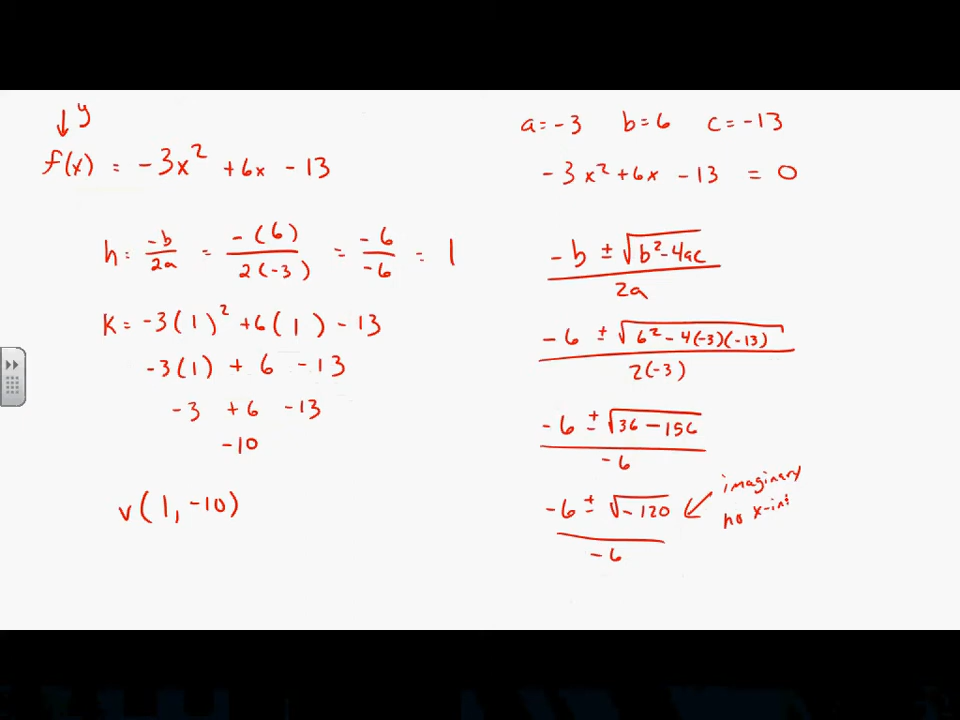 ↓ y
f(x) = -3x² + 6x - 13
h = -b/2a = -(6)/2(-3) = -6/-6 = 1
K = -3(1)² + 6(1) - 13
-3(1) + 6 - 13
-3 + 6 - 13
-10
v(1, -10)
a = -3 b = 6 c = -13
-3x² + 6x - 13 = 0
-b ± √b² - 4ac
2a
-6 ± √6² - 4(-3)(-13)
2(-3)
-6 ± √36 - 156
-6
-6 ± √-120
-6
imaginary
no x-int